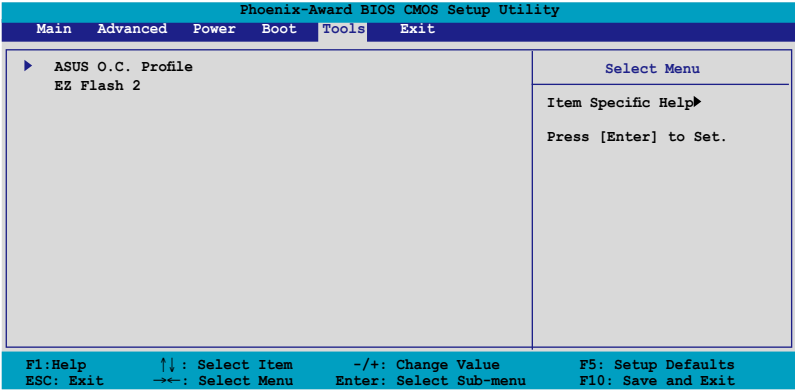 Phoenix-Award BIOS CMOS Setup Utility
Main Advanced Power Boot Tools Exit
ASUS O.C. Profile
EZ Flash 2
Select Menu
Item Specific Help
Press [Enter] to Set.
F1:Help ↑↓: Select Item -/+: Change Value F5: Setup Defaults
ESC: Exit →←: Select Menu Enter: Select Sub-menu F10: Save and Exit